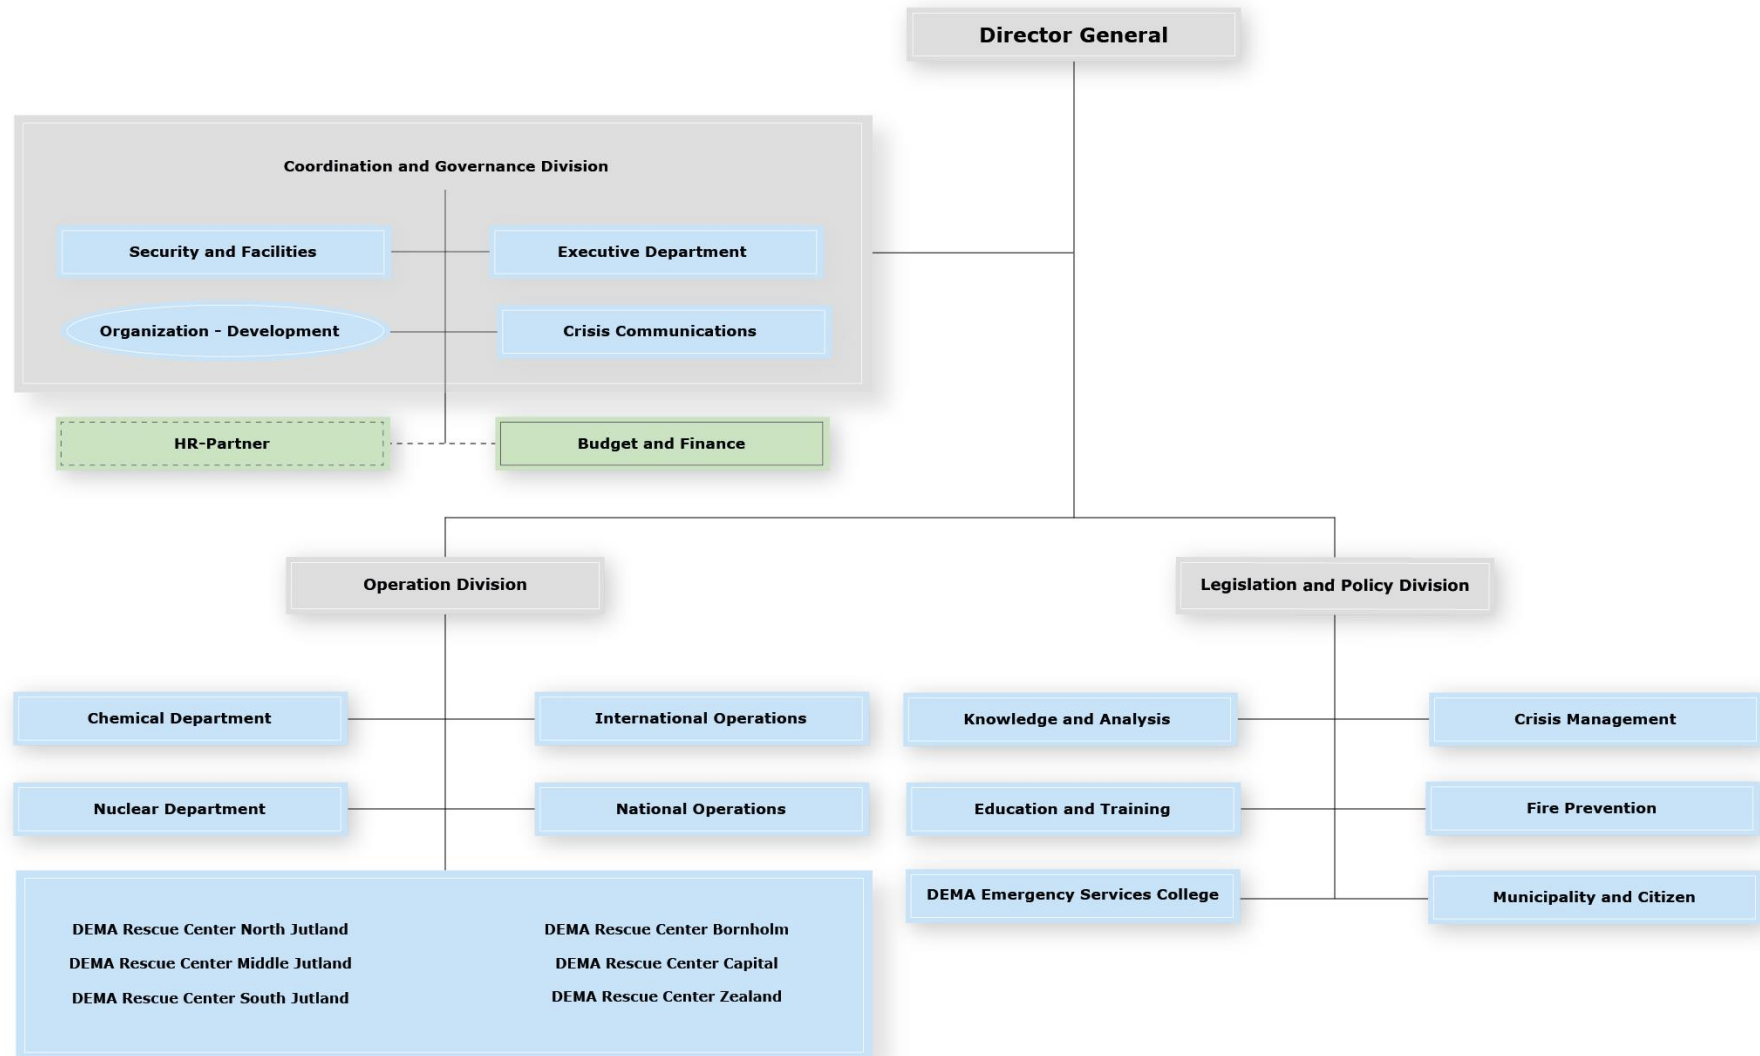 Director General
Coordination and Governance Division
Security and Facilities
Executive Department
Organization - Development
Crisis Communications
HR-Partner
Budget and Finance
Operation Division
Legislation and Policy Division
Chemical Department
International Operations
Knowledge and Analysis
Crisis Management
Nuclear Department
National Operations
Education and Training
Fire Prevention
DEMA Emergency Services College
Municipality and Citizen
DEMA Rescue Center North Jutland
DEMA Rescue Center Middle Jutland
DEMA Rescue Center South Jutland
DEMA Rescue Center Bornholm
DEMA Rescue Center Capital
DEMA Rescue Center Zealand